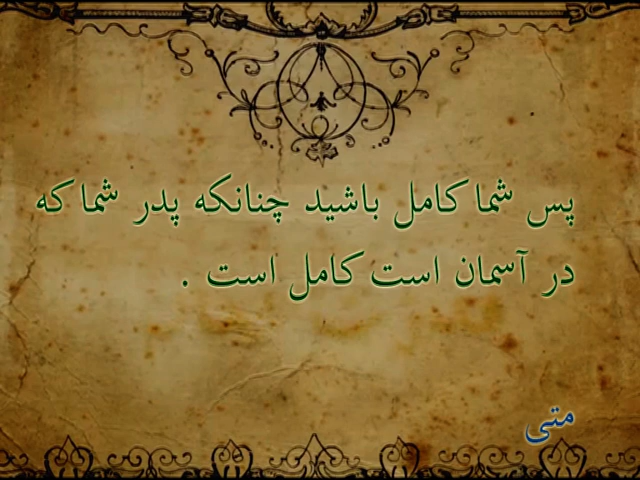 پس شما کامل باشید چنانکه پدر شما که
در آسمان است کامل است .
متی